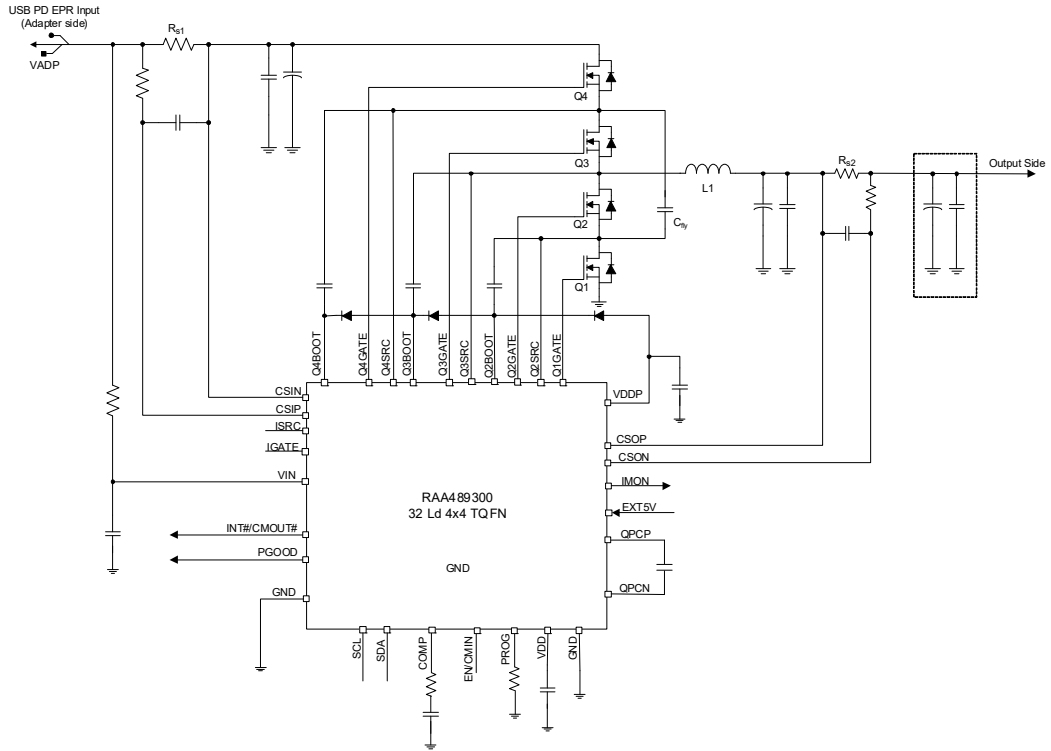 USB PD EPR Input
(Adapter side)
VADP
Rs1
Q4
Q3
Q2
Q1
Cfly
L1
Rs2
Output Side
Q4BOOT
Q4GATE
Q4SRC
Q3BOOT
Q3GATE
Q3SRC
Q2BOOT
Q2GATE
Q2SRC
Q1GATE
CSIN
CSIP
ISRC
IGATE
VIN
INT#/CMOUT#
PGOOD
GND
VDDP
CSOP
CSON
IMON
EXT5V
QPCP
QPCN
RAA489300
32 Ld 4x4 TQFN
GND
SCL
SDA
COMP
EN/CMIN
PROG
VDD
GND